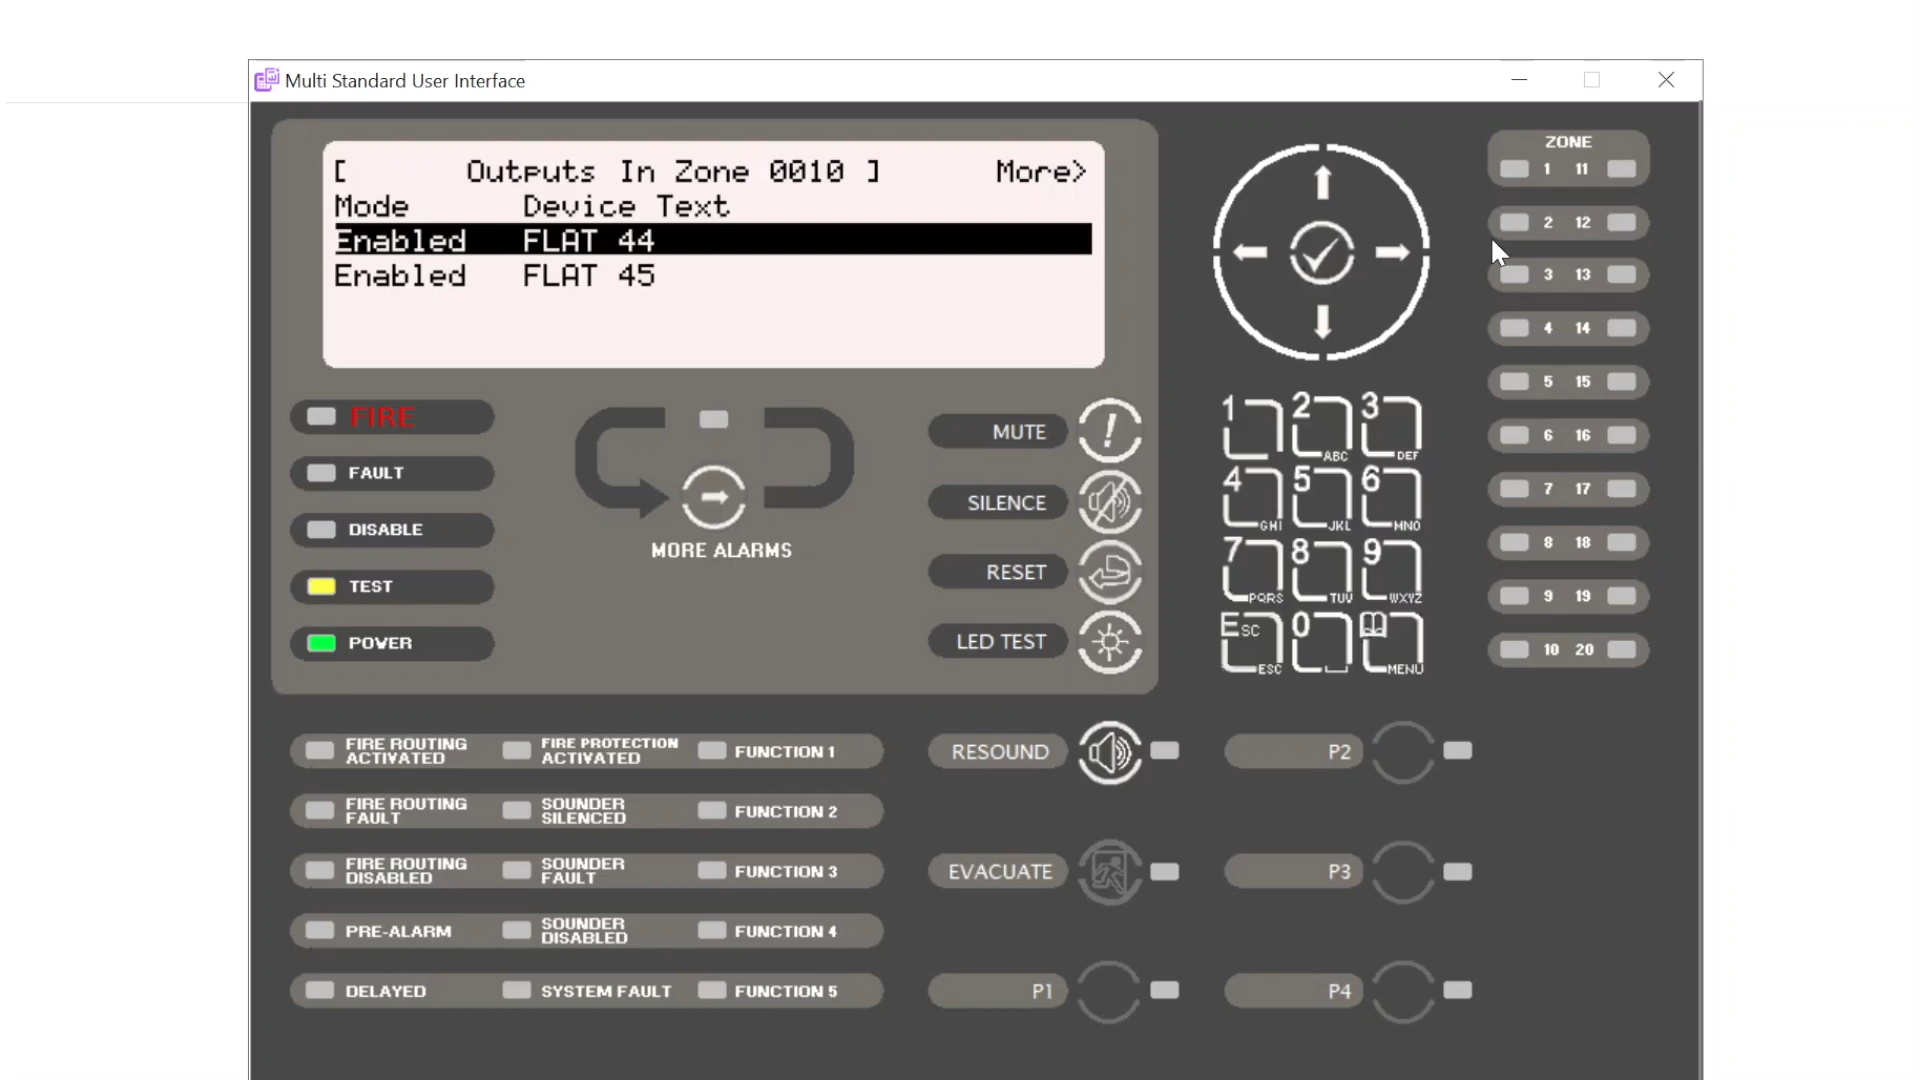 Multi Standard User Interface
[ Outputs In Zone 0010 ] More>
Mode Device Text
Enabled FLAT 44
Enabled FLAT 45
FIRE
FAULT
DISABLE
TEST
POWER
MORE ALARMS
MUTE
SILENCE
RESET
LED TEST
1 2 ABC 3 DEF
4 GHI 5 JKL 6 MNO
7 PQRS 8 TUV 9 WXYZ
Esc ESC 0 MENU
ZONE
1 11
2 12
3 13
4 14
5 15
6 16
7 17
8 18
9 19
10 20
FIRE ROUTING ACTIVATED
FIRE PROTECTION ACTIVATED
FUNCTION 1
FIRE ROUTING FAULT
SOUNDER SILENCED
FUNCTION 2
FIRE ROUTING DISABLED
SOUNDER FAULT
FUNCTION 3
PRE-ALARM
SOUNDER DISABLED
FUNCTION 4
DELAYED
SYSTEM FAULT
FUNCTION 5
RESOUND
P2
EVACUATE
P3
P1
P4